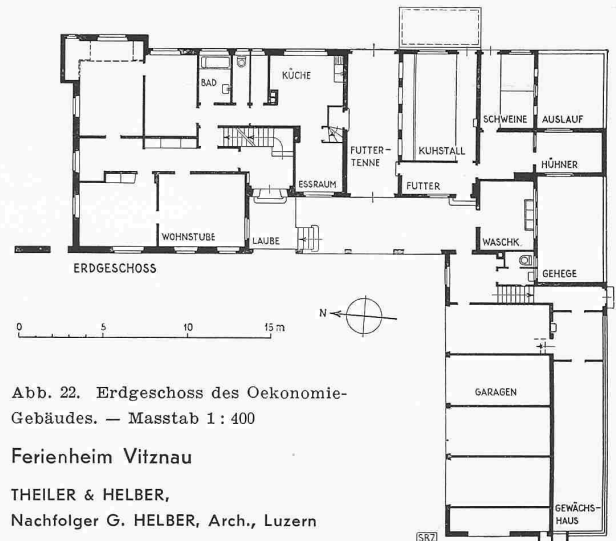 BAD
KÜCHE
SCHWEINE
AUSLAUF
FUTTER-
TENNE
KUHSTALL
HÜHNER
ESSRAUM
FUTTER
WOHNSTUBE
LAUBE
WASCHK.
GEHEGE
ERDGESCHOSS
N
0 5 10 15 m
GARAGEN
Abb. 22. Erdgeschoss des Oekonomie-
Gebäudes. — Masstab 1 : 400
Ferienheim Vitznau
THEILER & HELBER,
Nachfolger G. HELBER, Arch., Luzern
GEWÄCHS-
HAUS
SBZ